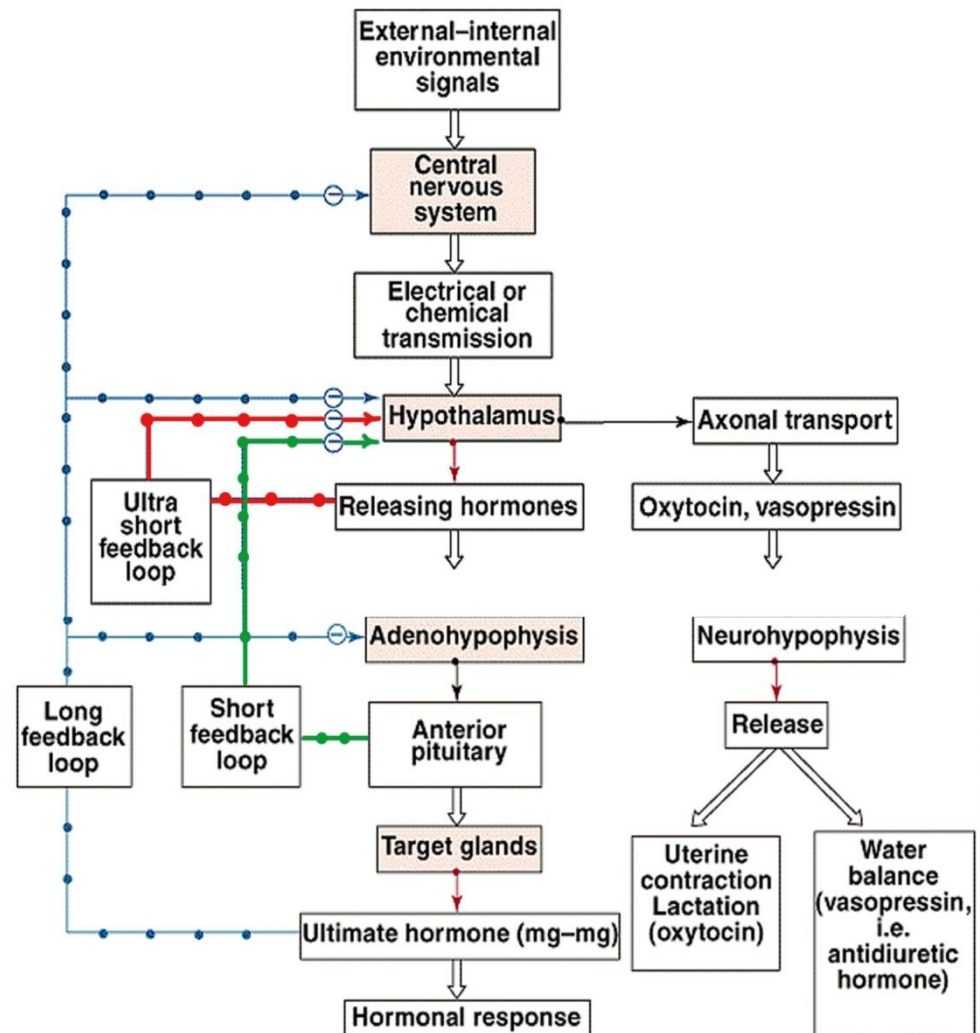 External–internal
environmental
signals
Central
nervous
system
Electrical or
chemical
transmission
Hypothalamus
Axonal transport
Ultra
short
feedback
loop
Releasing hormones
Oxytocin, vasopressin
Adenohypophysis
Neurohypophysis
Long
feedback
loop
Short
feedback
loop
Anterior
pituitary
Release
Target glands
Uterine
contraction
Lactation
(oxytocin)
Water
balance
(vasopressin,
i.e.
antidiuretic
hormone)
Ultimate hormone (mg–mg)
Hormonal response